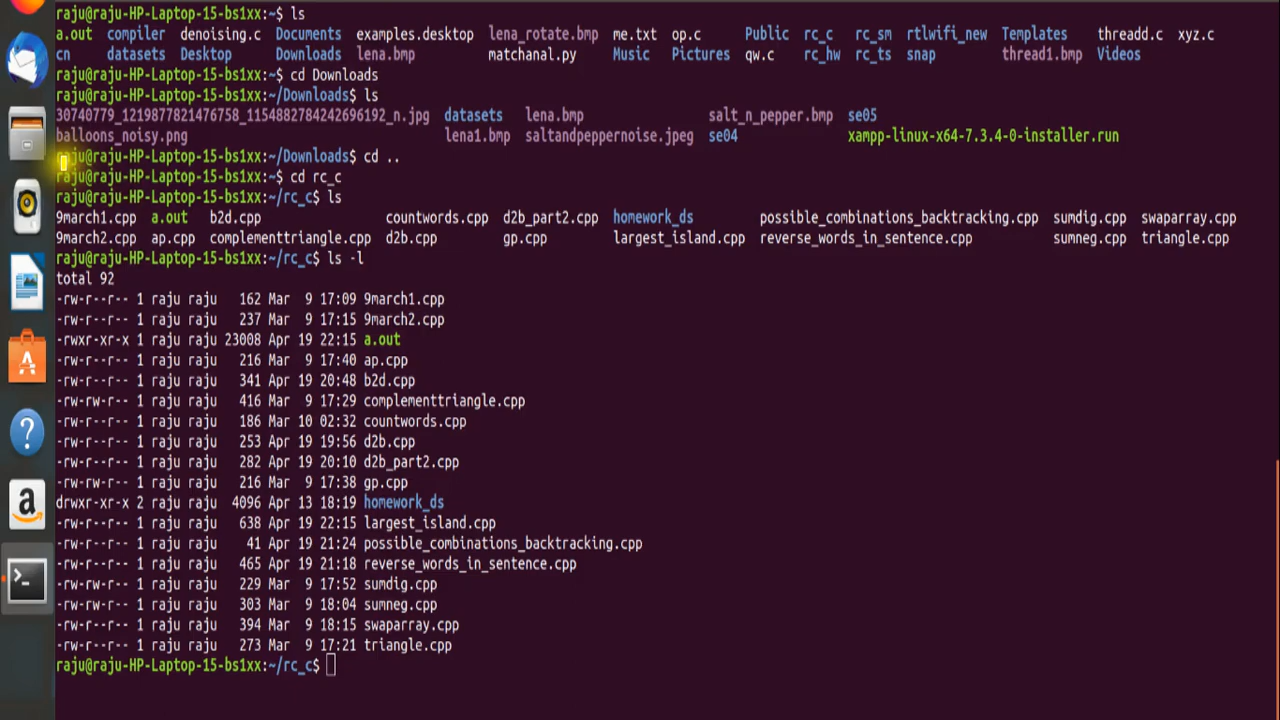 raju@raju-HP-Laptop-15-bs1xx:~$ ls
a.out compiler denoising.c Documents examples.desktop lena_rotate.bmp me.txt op.c Public rc_c rc_sm rtlwifi_new Templates threadd.c xyz.c
cn datasets Desktop Downloads lena.bmp matchanal.py Music Pictures qw.c rc_hw rc_ts snap thread1.bmp Videos
raju@raju-HP-Laptop-15-bs1xx:~$ cd Downloads
raju@raju-HP-Laptop-15-bs1xx:~/Downloads$ ls
30740779_1219877821476758_1154882784242696192_n.jpg datasets lena.bmp salt_n_pepper.bmp se05
balloons_noisy.png lena1.bmp saltandpeppernoise.jpeg se04 xampp-linux-x64-7.3.4-0-installer.run
raju@raju-HP-Laptop-15-bs1xx:~/Downloads$ cd ..
raju@raju-HP-Laptop-15-bs1xx:~$ cd rc_c
raju@raju-HP-Laptop-15-bs1xx:~/rc_c$ ls
9march1.cpp a.out b2d.cpp countwords.cpp d2b_part2.cpp homework_ds possible_combinations_backtracking.cpp sumdig.cpp swaparray.cpp
9march2.cpp ap.cpp complementtriangle.cpp d2b.cpp gp.cpp largest_island.cpp reverse_words_in_sentence.cpp sumneg.cpp triangle.cpp
raju@raju-HP-Laptop-15-bs1xx:~/rc_c$ ls -l
total 92
-rw-r--r-- 1 raju raju 162 Mar 9 17:09 9march1.cpp
-rw-r--r-- 1 raju raju 237 Mar 9 17:15 9march2.cpp
-rwxr-xr-x 1 raju raju 23008 Apr 19 22:15 a.out
-rw-r--r-- 1 raju raju 216 Mar 9 17:40 ap.cpp
-rw-r--r-- 1 raju raju 341 Apr 19 20:48 b2d.cpp
-rw-rw-r-- 1 raju raju 416 Mar 9 17:29 complementtriangle.cpp
-rw-r--r-- 1 raju raju 186 Mar 10 02:32 countwords.cpp
-rw-r--r-- 1 raju raju 253 Apr 19 19:56 d2b.cpp
-rw-r--r-- 1 raju raju 282 Apr 19 20:10 d2b_part2.cpp
-rw-rw-r-- 1 raju raju 216 Mar 9 17:38 gp.cpp
drwxr-xr-x 2 raju raju 4096 Apr 13 18:19 homework_ds
-rw-r--r-- 1 raju raju 638 Apr 19 22:15 largest_island.cpp
-rw-r--r-- 1 raju raju 41 Apr 19 21:24 possible_combinations_backtracking.cpp
-rw-r--r-- 1 raju raju 465 Apr 19 21:18 reverse_words_in_sentence.cpp
-rw-rw-r-- 1 raju raju 229 Mar 9 17:52 sumdig.cpp
-rw-rw-r-- 1 raju raju 303 Mar 9 18:04 sumneg.cpp
-rw-rw-r-- 1 raju raju 394 Mar 9 18:15 swaparray.cpp
-rw-rw-r-- 1 raju raju 273 Mar 9 17:21 triangle.cpp
raju@raju-HP-Laptop-15-bs1xx:~/rc_c$